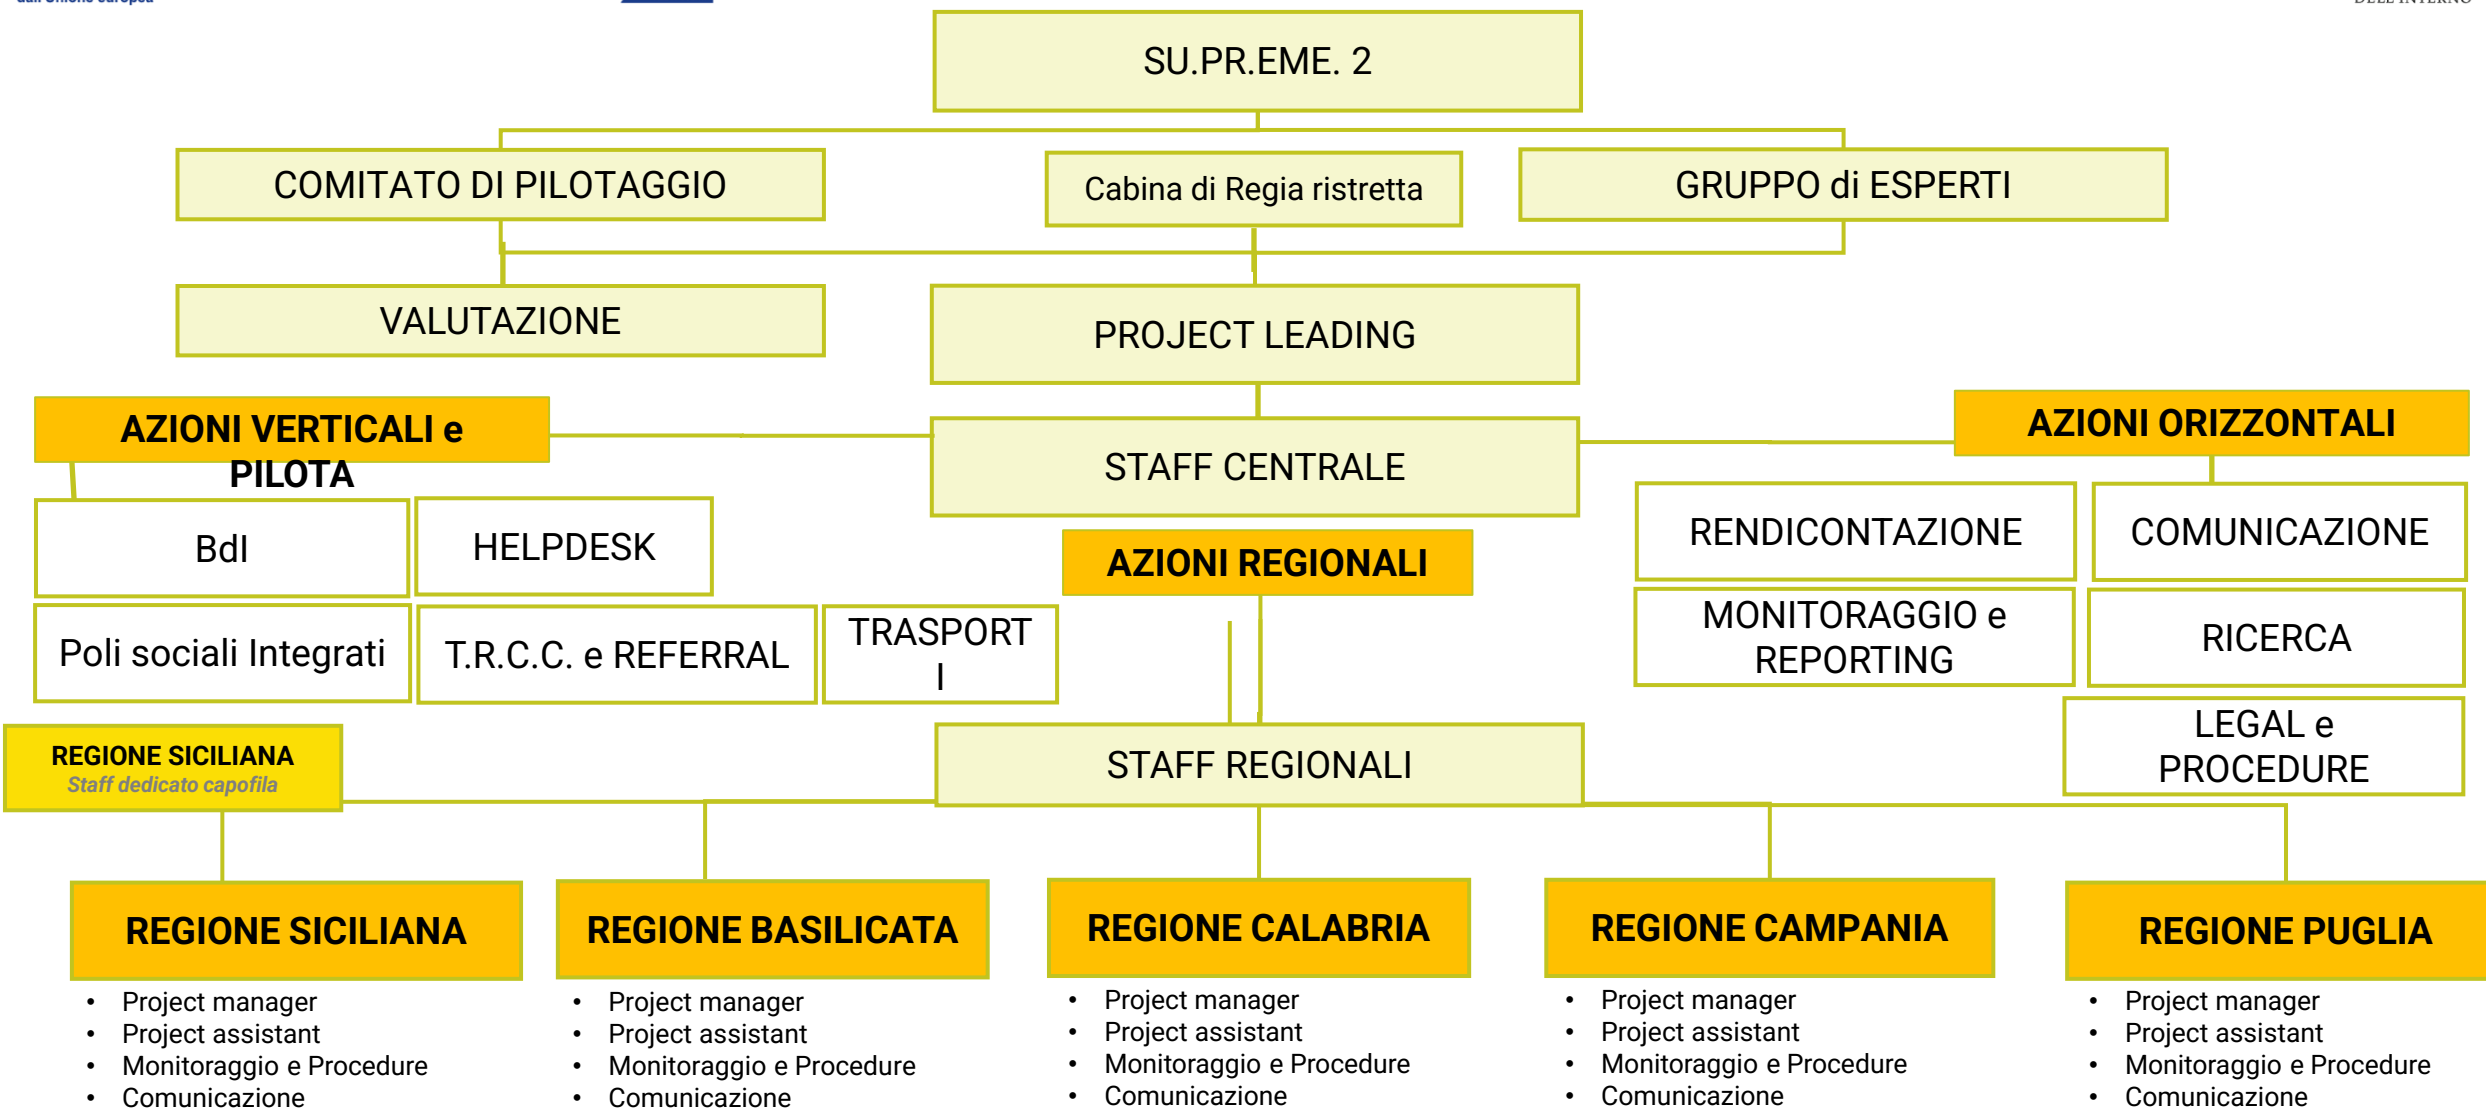 SU.PR.EME. 2
COMITATO DI PILOTAGGIO
Cabina di Regia ristretta
GRUPPO di ESPERTI
VALUTAZIONE
PROJECT LEADING
AZIONI VERTICALI e
PILOTA
STAFF CENTRALE
AZIONI ORIZZONTALI
BdI
HELPDESK
AZIONI REGIONALI
RENDICONTAZIONE
COMUNICAZIONE
Poli sociali Integrati
T.R.C.C. e REFERRAL
TRASPORT
I
MONITORAGGIO e
REPORTING
RICERCA
LEGAL e
PROCEDURE
REGIONE SICILIANA
Staff dedicato capofila
STAFF REGIONALI
REGIONE SICILIANA
• Project manager
• Project assistant
• Monitoraggio e Procedure
• Comunicazione
REGIONE BASILICATA
• Project manager
• Project assistant
• Monitoraggio e Procedure
• Comunicazione
REGIONE CALABRIA
• Project manager
• Project assistant
• Monitoraggio e Procedure
• Comunicazione
REGIONE CAMPANIA
• Project manager
• Project assistant
• Monitoraggio e Procedure
• Comunicazione
REGIONE PUGLIA
• Project manager
• Project assistant
• Monitoraggio e Procedure
• Comunicazione